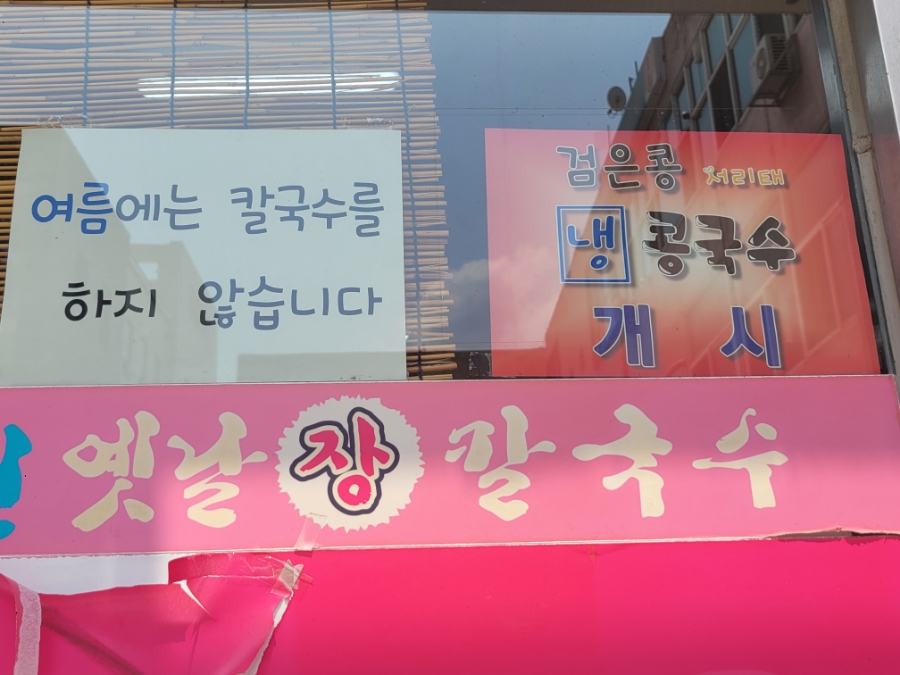 여름에는 칼국수를
하지 않습니다
검은콩 서리태
냉 콩국수
개시
옛날 장 칼국수